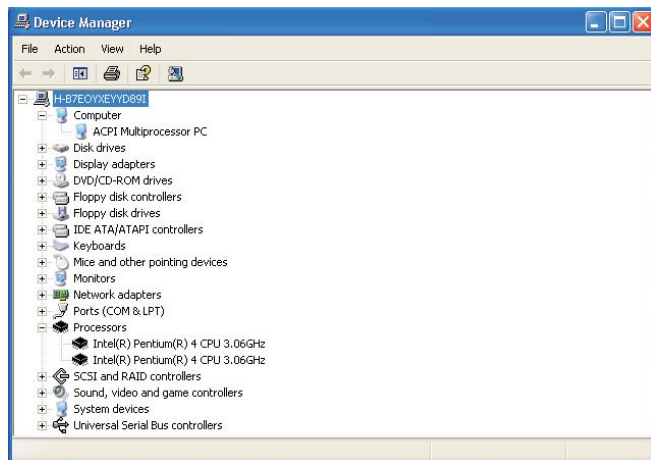 Device Manager
File Action View Help
H-B7EOYXEYYD89I
Computer
ACPI Multiprocessor PC
Disk drives
Display adapters
DVD/CD-ROM drives
Floppy disk controllers
Floppy disk drives
IDE ATA/ATAPI controllers
Keyboards
Mice and other pointing devices
Monitors
Network adapters
Ports (COM & LPT)
Processors
Intel(R) Pentium(R) 4 CPU 3.06GHz
Intel(R) Pentium(R) 4 CPU 3.06GHz
SCSI and RAID controllers
Sound, video and game controllers
System devices
Universal Serial Bus controllers